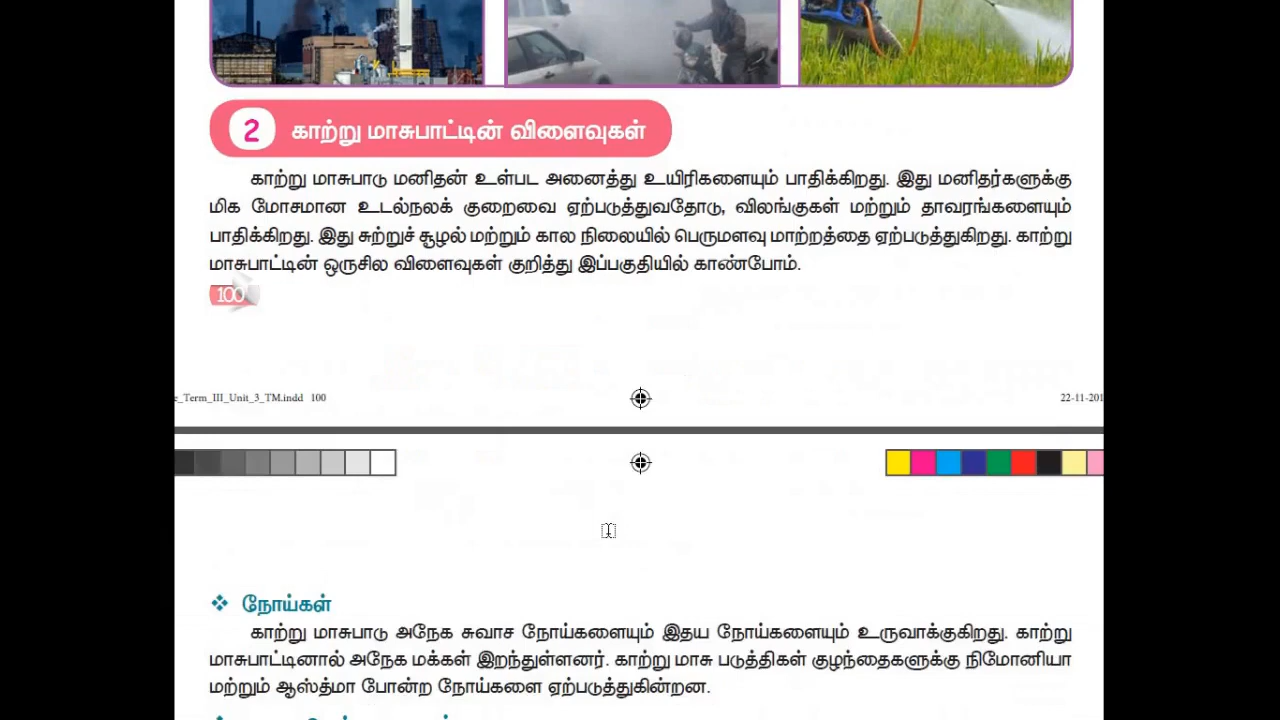 2 காற்று மாசுபாட்டின் விளைவுகள்
காற்று மாசுபாடு மனிதன் உள்பட அனைத்து உயிரிகளையும் பாதிக்கிறது. இது மனிதர்களுக்கு
மிக மோசமான உடல்நலக் குறைவை ஏற்படுத்துவதோடு, விலங்குகள் மற்றும் தாவரங்களையும்
பாதிக்கிறது. இது சுற்றுச் சூழல் மற்றும் கால நிலையில் பெருமளவு மாற்றத்தை ஏற்படுத்துகிறது. காற்று
மாசுபாட்டின் ஒருசில விளைவுகள் குறித்து இப்பகுதியில் காண்போம்.
100
_Term_III_Unit_3_TM.indd 100 22-11-201
❖ நோய்கள்
காற்று மாசுபாடு அநேக சுவாச நோய்களையும் இதய நோய்களையும் உருவாக்குகிறது. காற்று
மாசுபாட்டினால் அநேக மக்கள் இறந்துள்ளனர். காற்று மாசு படுத்திகள் குழந்தைகளுக்கு நிமோனியா
மற்றும் ஆஸ்த்மா போன்ற நோய்களை ஏற்படுத்துகின்றன.